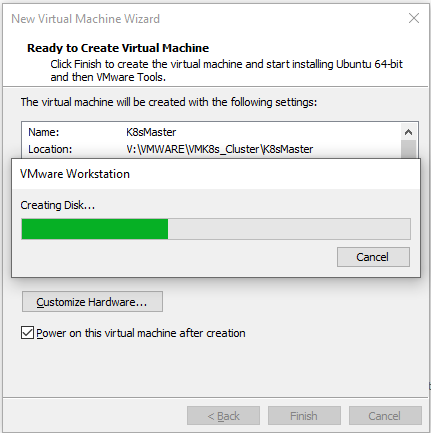 New Virtual Machine Wizard
Ready to Create Virtual Machine
Click Finish to create the virtual machine and start installing Ubuntu 64-bit
and then VMware Tools.
The virtual machine will be created with the following settings:
Name: K8sMaster
Location: V:\VMWARE\VMK8s_Cluster\K8sMaster
VMware Workstation
Creating Disk...
Cancel
Customize Hardware...
Power on this virtual machine after creation
< Back Finish Cancel